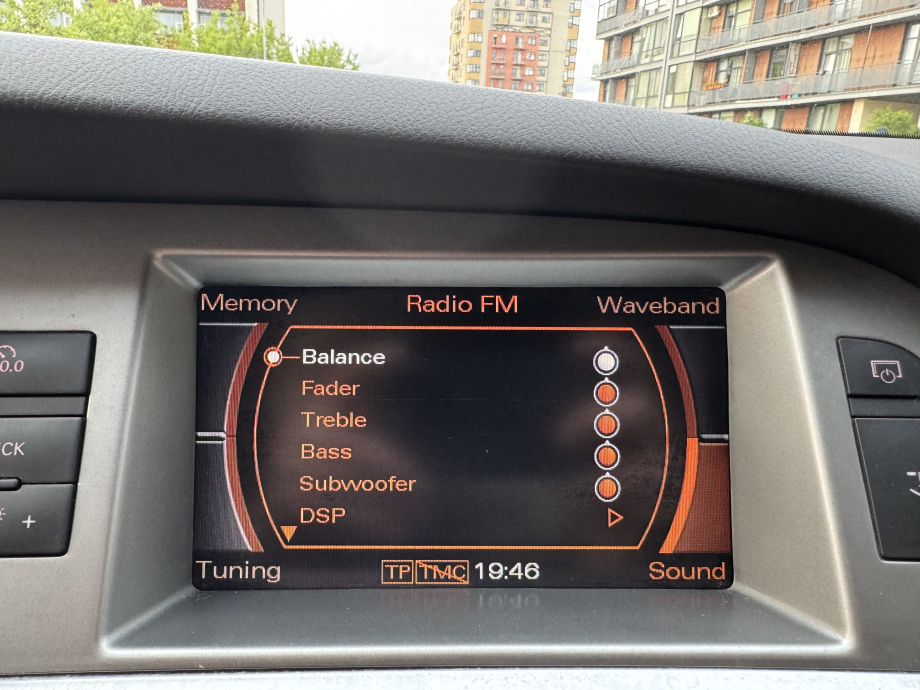 Memory Radio FM Waveband
Balance
Fader
Treble
Bass
Subwoofer
DSP
Tuning TP TMC 19:46 Sound